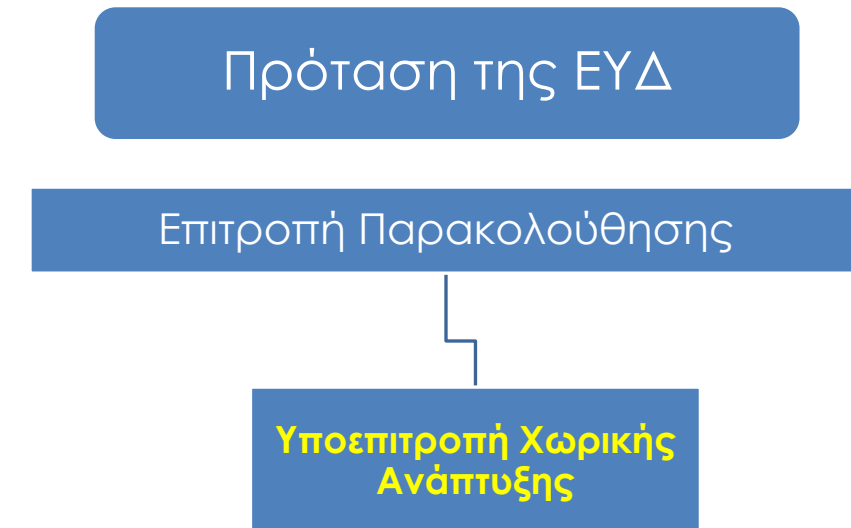 Πρόταση της ΕΥΔ
Επιτροπή Παρακολούθησης
Υποεπιτροπή Χωρικής
Ανάπτυξης